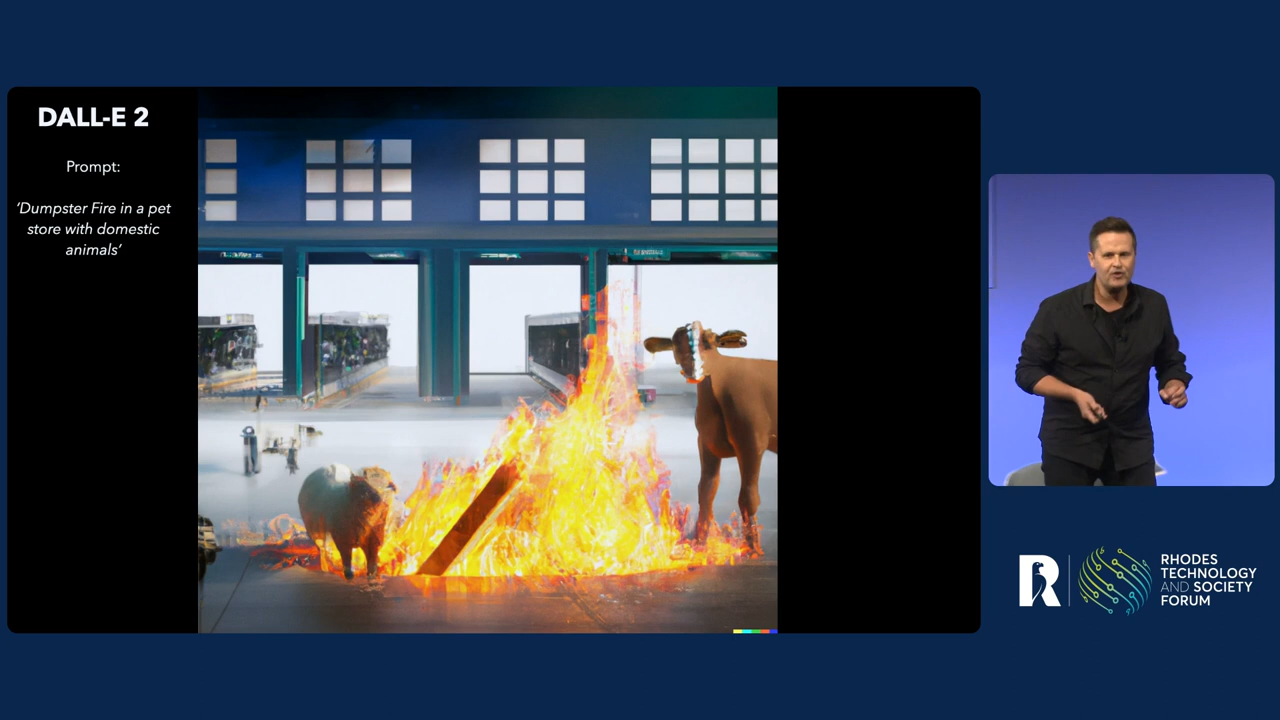 DALL-E 2
Prompt:
‘Dumpster Fire in a pet
store with domestic
animals’
R
RHODES
TECHNOLOGY
AND SOCIETY
FORUM